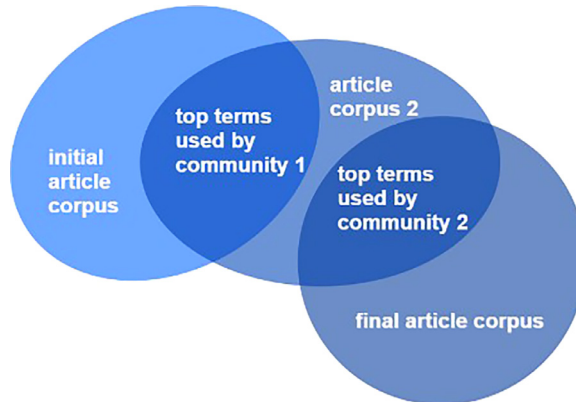 initial
article
corpus
top terms
used by
community 1
article
corpus 2
top terms
used by
community 2
final article corpus